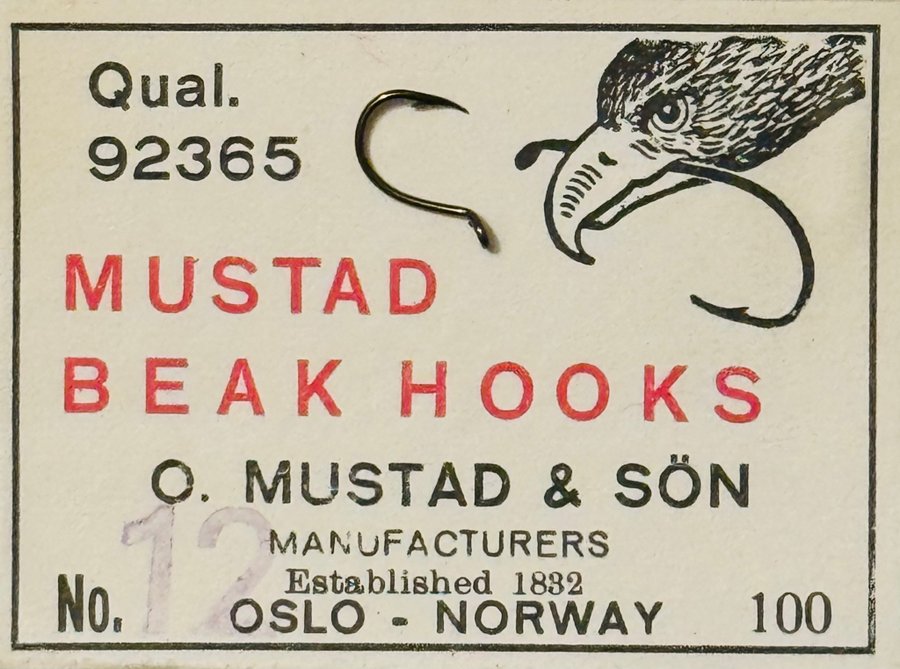 Qual.
92365
MUSTAD
BEAK HOOKS
O. MUSTAD & SÖN
MANUFACTURERS
Established 1832
No. 12
OSLO - NORWAY
100